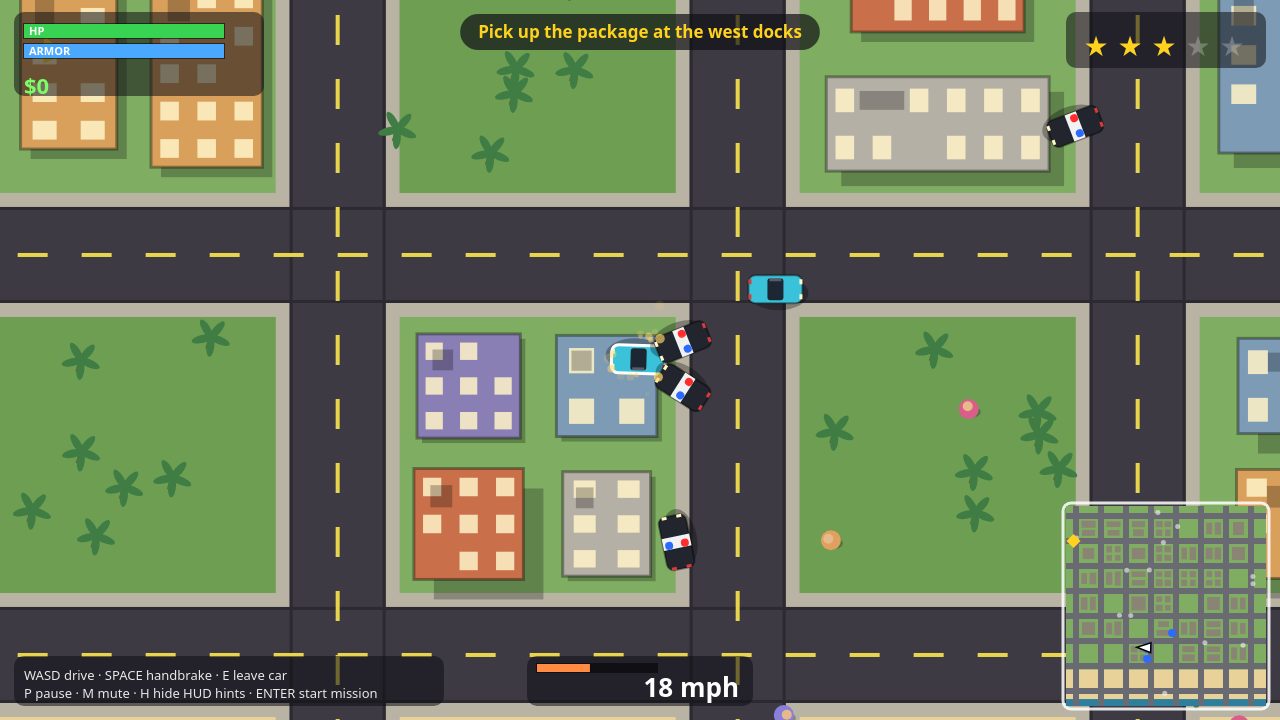 HP
ARMOR
$0
Pick up the package at the west docks
WASD drive · SPACE handbrake · E leave car
P pause · M mute · H hide HUD hints · ENTER start mission
18 mph